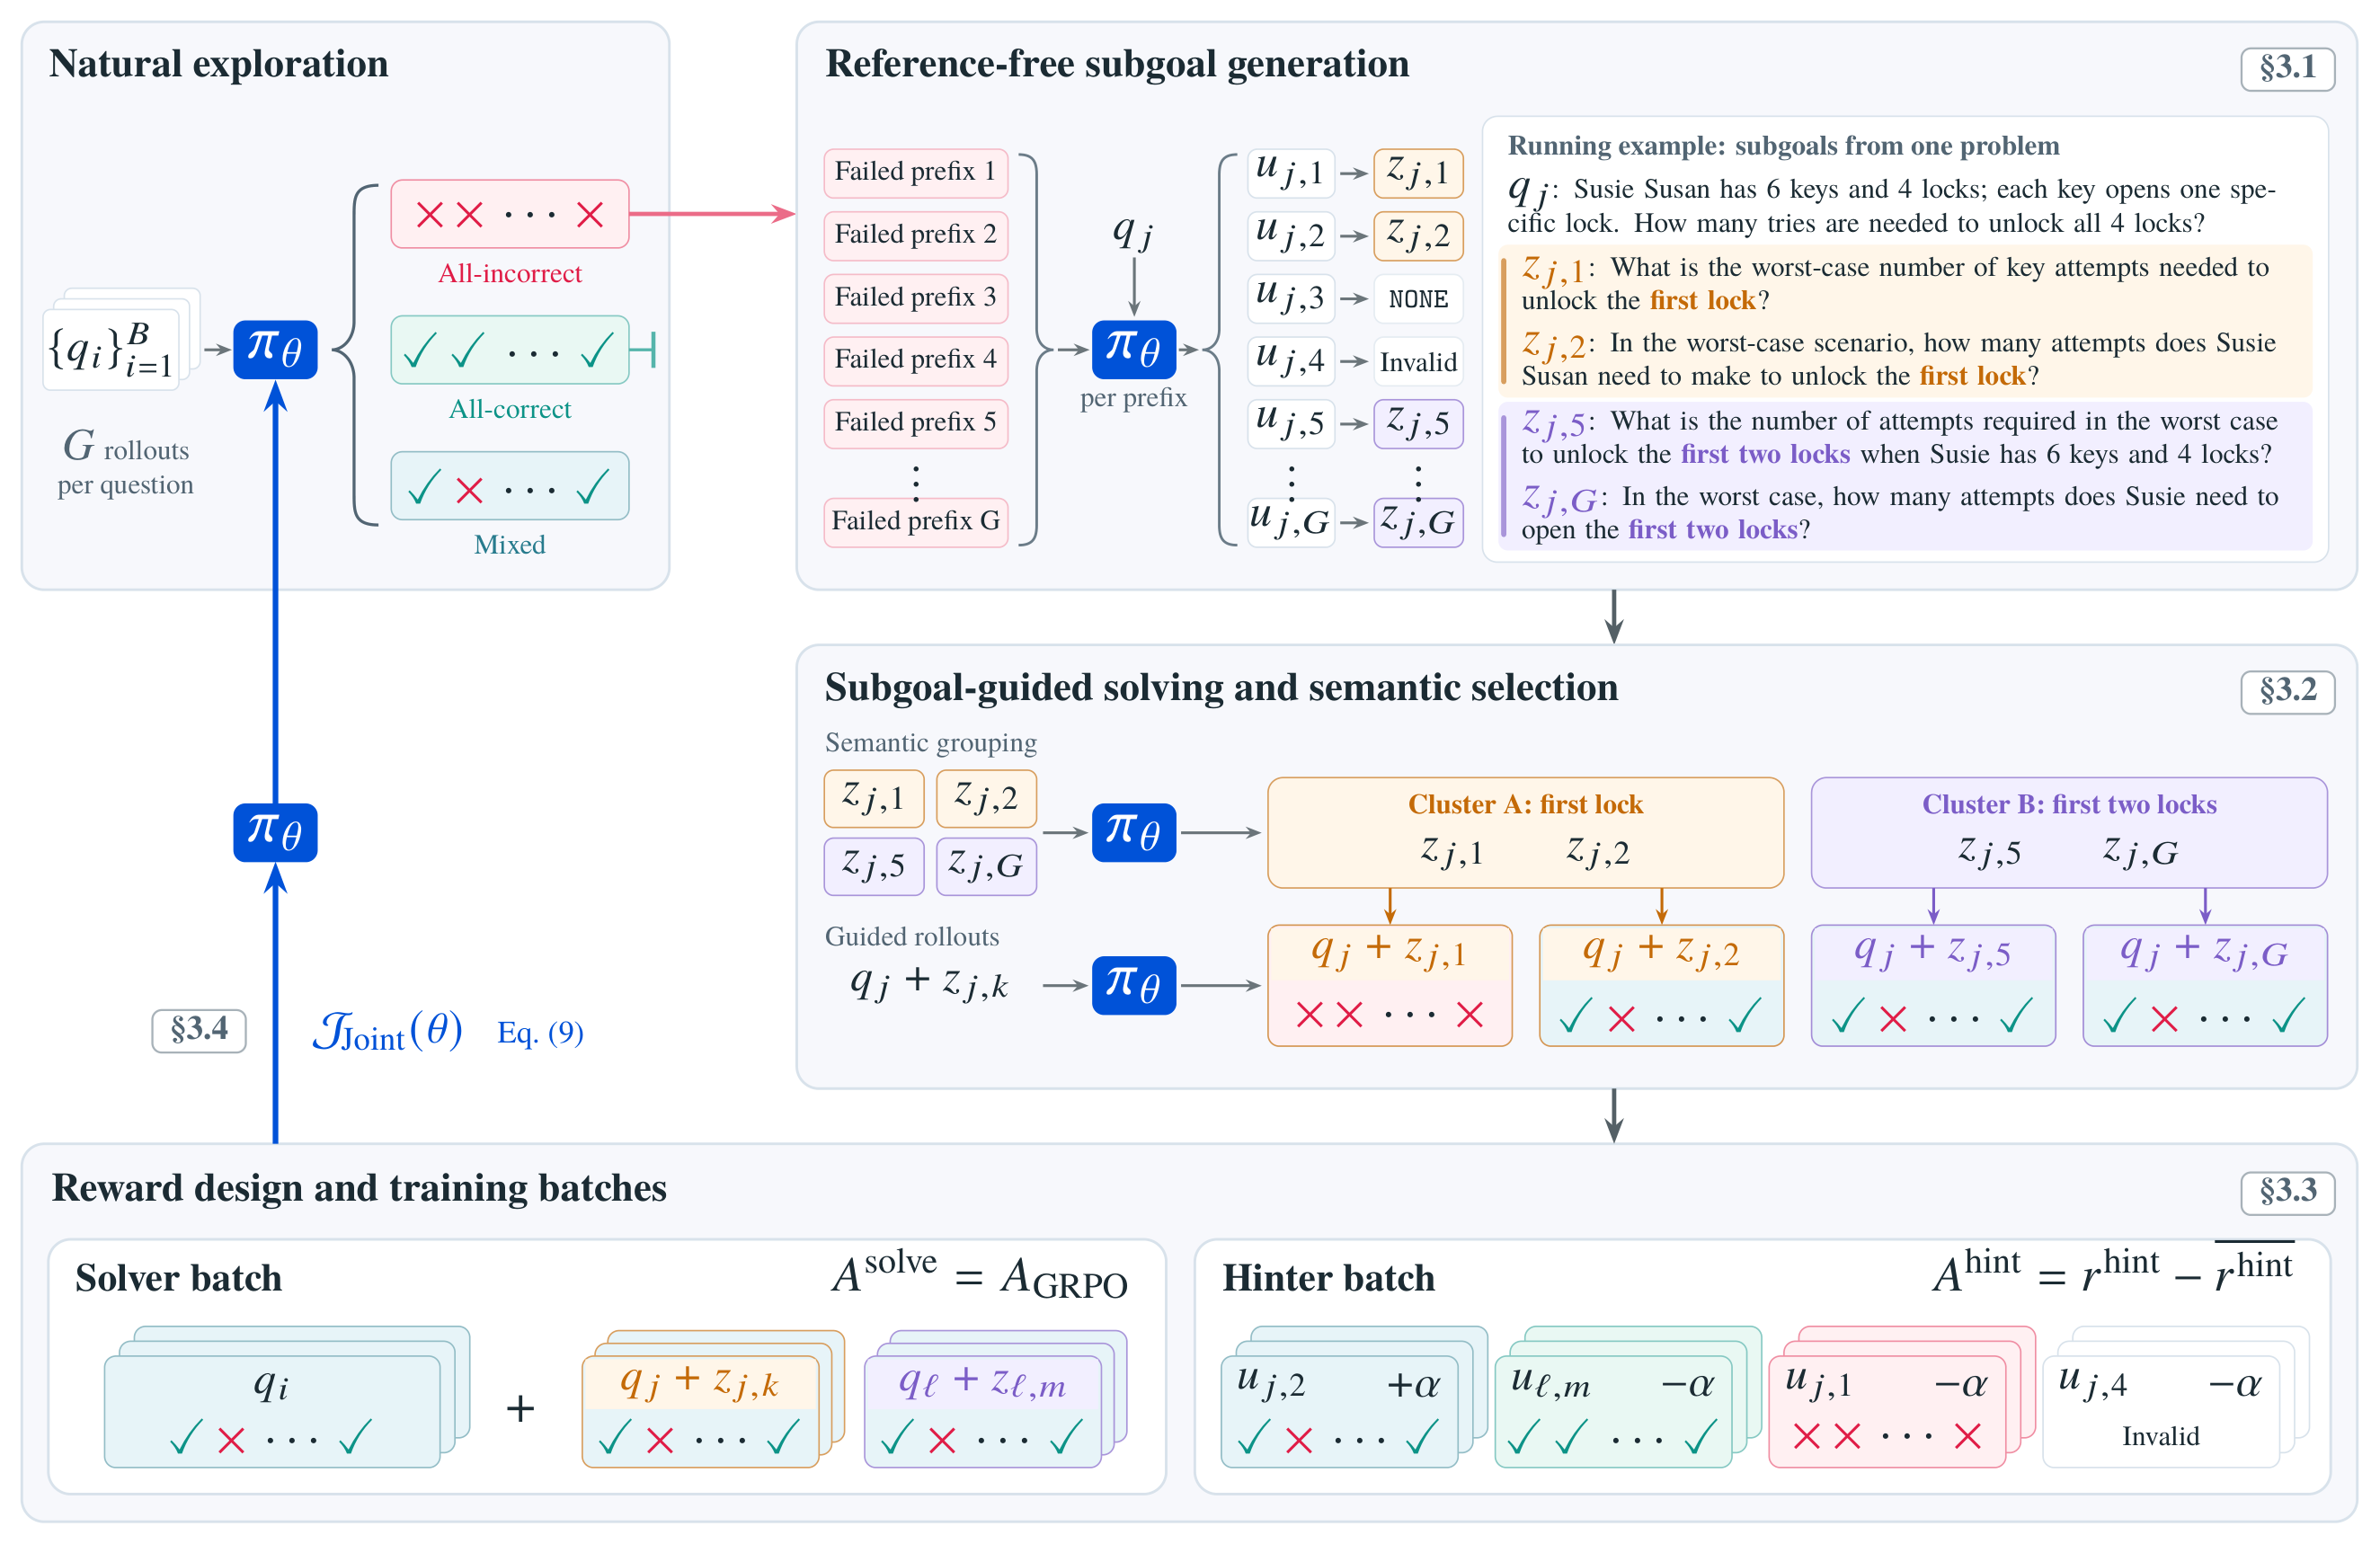 Natural exploration
{q_i}_{i=1}^B
G rollouts
per question
π_θ
×× ⋯ ×
All-incorrect
✓ ✓ ⋯ ✓
All-correct
✓ × ⋯ ✓
Mixed
Reference-free subgoal generation
§3.1
Failed prefix 1
Failed prefix 2
Failed prefix 3
Failed prefix 4
Failed prefix 5
⋮
Failed prefix G
q_j
π_θ
per prefix
u_{j,1} z_{j,1}
u_{j,2} z_{j,2}
u_{j,3} NONE
u_{j,4} Invalid
u_{j,5} z_{j,5}
⋮ ⋮
u_{j,G} z_{j,G}
Running example: subgoals from one problem
q_j: Susie Susan has 6 keys and 4 locks; each key opens one spe-
cific lock. How many tries are needed to unlock all 4 locks?
z_{j,1}: What is the worst-case number of key attempts needed to
unlock the first lock?
z_{j,2}: In the worst-case scenario, how many attempts does Susie
Susan need to make to unlock the first lock?
z_{j,5}: What is the number of attempts required in the worst case
to unlock the first two locks when Susie has 6 keys and 4 locks?
z_{j,G}: In the worst case, how many attempts does Susie need to
open the first two locks?
Subgoal-guided solving and semantic selection
§3.2
Semantic grouping
z_{j,1} z_{j,2}
z_{j,5} z_{j,G}
π_θ
Cluster A: first lock
z_{j,1} z_{j,2}
Cluster B: first two locks
z_{j,5} z_{j,G}
Guided rollouts
q_j + z_{j,k}
π_θ
q_j + z_{j,1}
×× ⋯ ×
q_j + z_{j,2}
✓ × ⋯ ✓
q_j + z_{j,5}
✓ × ⋯ ✓
q_j + z_{j,G}
✓ × ⋯ ✓
π_θ
§3.4
𝒥_Joint(θ) Eq. (9)
Reward design and training batches
§3.3
Solver batch
A^solve = A_GRPO
q_i
✓ × ⋯ ✓
+
q_j + z_{j,k}
✓ × ⋯ ✓
q_ℓ + z_{ℓ,m}
✓ × ⋯ ✓
Hinter batch
A^hint = r^hint − \overline{r^hint}
u_{j,2} +α
✓ × ⋯ ✓
u_{ℓ,m} −α
✓ ✓ ⋯ ✓
u_{j,1} −α
×× ⋯ ×
u_{j,4} −α
Invalid